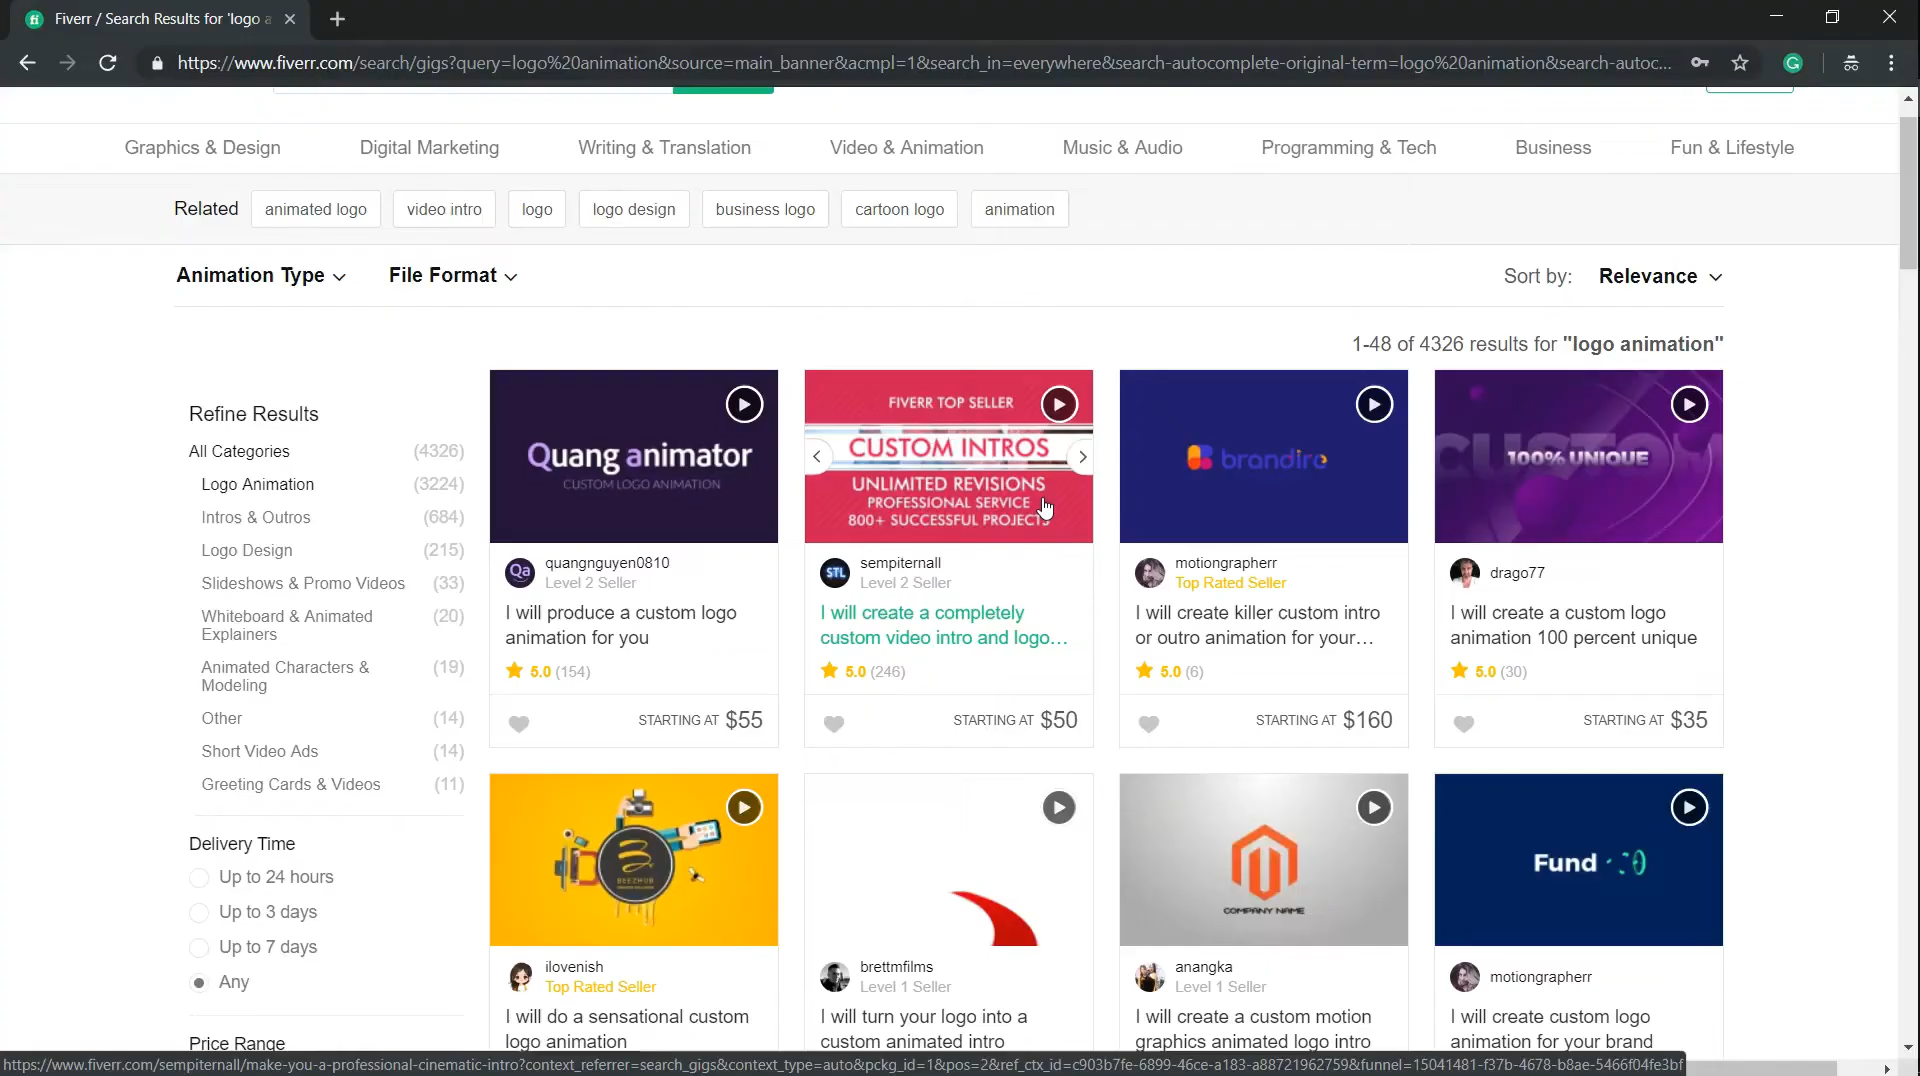 Fiverr / Search Results for 'logo a
https://www.fiverr.com/search/gigs?query=logo%20animation&source=main_banner&acmpl=1&search_in=everywhere&search-autocomplete-original-term=logo%20animation&search-autoc...
Graphics & Design
Digital Marketing
Writing & Translation
Video & Animation
Music & Audio
Programming & Tech
Business
Fun & Lifestyle
Related
animated logo
video intro
logo
logo design
business logo
cartoon logo
animation
Animation Type
File Format
Sort by: Relevance
1-48 of 4326 results for "logo animation"
Refine Results
All Categories (4326)
Logo Animation (3224)
Intros & Outros (684)
Logo Design (215)
Slideshows & Promo Videos (33)
Whiteboard & Animated (20)
Explainers
Animated Characters & (19)
Modeling
Other (14)
Short Video Ads (14)
Greeting Cards & Videos (11)
Delivery Time
Up to 24 hours
Up to 3 days
Up to 7 days
Any
Price Range
Quang animator
CUSTOM LOGO ANIMATION
Qa
quangnguyen0810
Level 2 Seller
I will produce a custom logo
animation for you
5.0 (154)
STARTING AT $55
FIVERR TOP SELLER
CUSTOM INTROS
UNLIMITED REVISIONS
PROFESSIONAL SERVICE
800+ SUCCESSFUL PROJECTS
STL
sempiternall
Level 2 Seller
I will create a completely
custom video intro and logo...
5.0 (246)
STARTING AT $50
brandire
motiongrapherr
Top Rated Seller
I will create killer custom intro
or outro animation for your...
5.0 (6)
STARTING AT $160
CUSTOM
100% UNIQUE
drago77
I will create a custom logo
animation 100 percent unique
5.0 (30)
STARTING AT $35
BEEZHUB
ilovenish
Top Rated Seller
I will do a sensational custom
logo animation
brettmfilms
Level 1 Seller
I will turn your logo into a
custom animated intro
COMPANY NAME
anangka
Level 1 Seller
I will create a custom motion
graphics animated logo intro
Fund
motiongrapherr
I will create custom logo
animation for your brand
https://www.fiverr.com/sempiternall/make-you-a-professional-cinematic-intro?context_referrer=search_gigs&context_type=auto&pckg_id=1&pos=2&ref_ctx_id=c903b7fe-6899-46ce-a183-a88721962759&funnel=15041481-f37b-4678-b8ae-5466f04fe3bf